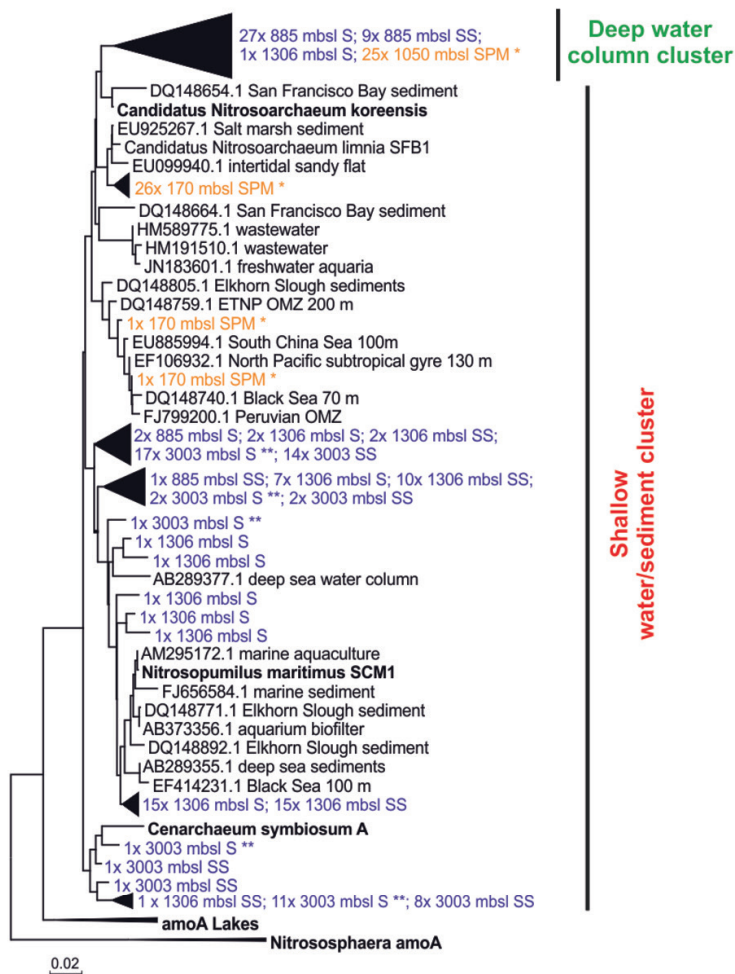 27x 885 mbsl S; 9x 885 mbsl SS;
1x 1306 mbsl S; 25x 1050 mbsl SPM *
Deep water
column cluster
DQ148654.1 San Francisco Bay sediment
Candidatus Nitrosoarchaeum koreensis
EU925267.1 Salt marsh sediment
Candidatus Nitrosoarchaeum limnia SFB1
EU099940.1 intertidal sandy flat
26x 170 mbsl SPM *
DQ148664.1 San Francisco Bay sediment
HM589775.1 wastewater
HM191510.1 wastewater
JN183601.1 freshwater aquaria
DQ148805.1 Elkhorn Slough sediments
DQ148759.1 ETNP OMZ 200 m
1x 170 mbsl SPM *
EU885994.1 South China Sea 100m
EF106932.1 North Pacific subtropical gyre 130 m
1x 170 mbsl SPM *
DQ148740.1 Black Sea 70 m
FJ799200.1 Peruvian OMZ
2x 885 mbsl S; 2x 1306 mbsl S; 2x 1306 mbsl SS;
17x 3003 mbsl S **; 14x 3003 SS
1x 885 mbsl SS; 7x 1306 mbsl S; 10x 1306 mbsl SS;
2x 3003 mbsl S **; 2x 3003 mbsl SS
1x 3003 mbsl S **
1x 1306 mbsl S
1x 1306 mbsl S
AB289377.1 deep sea water column
1x 1306 mbsl S
1x 1306 mbsl S
1x 1306 mbsl S
AM295172.1 marine aquaculture
Nitrosopumilus maritimus SCM1
FJ656584.1 marine sediment
DQ148771.1 Elkhorn Slough sediment
AB373356.1 aquarium biofilter
DQ148892.1 Elkhorn Slough sediment
AB289355.1 deep sea sediments
EF414231.1 Black Sea 100 m
15x 1306 mbsl S; 15x 1306 mbsl SS
Cenarchaeum symbiosum A
1x 3003 mbsl S **
1x 3003 mbsl SS
1x 3003 mbsl SS
1 x 1306 mbsl SS; 11x 3003 mbsl S **; 8x 3003 mbsl SS
amoA Lakes
Nitrososphaera amoA
0.02
Shallow
water/sediment cluster